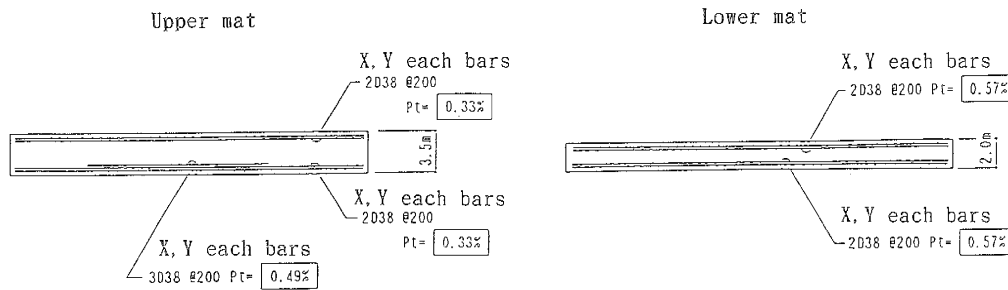 Upper mat
X, Y each bars
2D38 @200
Pt= 0.33%
3.5m
X, Y each bars
2D38 @200
Pt= 0.33%
X, Y each bars
3D38 @200 Pt= 0.49%
Lower mat
X, Y each bars
2D38 @200 Pt= 0.57%
2.0m
X, Y each bars
2D38 @200 Pt= 0.57%